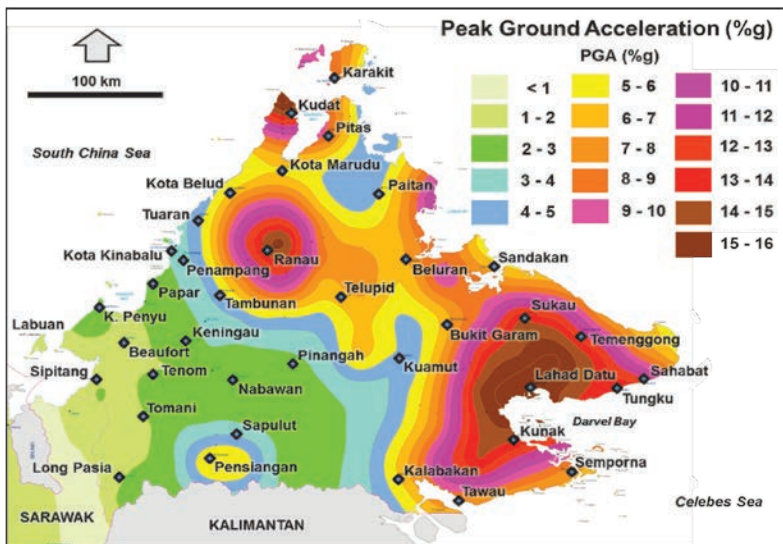 Peak Ground Acceleration (%g)
PGA (%g)
< 1
1 - 2
2 - 3
3 - 4
4 - 5
5 - 6
6 - 7
7 - 8
8 - 9
9 - 10
10 - 11
11 - 12
12 - 13
13 - 14
14 - 15
15 - 16
100 km
South China Sea
Karakit
Kudat
Pitas
Kota Marudu
Kota Belud
Paitan
Tuaran
Kota Kinabalu
Penampang
Ranau
Beluran
Sandakan
Papar
Tambunan
Telupid
K. Penyu
Sukau
Labuan
Keningau
Bukit Garam
Temenggong
Beaufort
Pinangah
Kuamut
Sipitang
Tenom
Nabawan
Lahad Datu
Sahabat
Tungku
Tomani
Darvel Bay
Sapulut
Kunak
Long Pasia
Pensiangan
Kalabakan
Semporna
Tawau
Celebes Sea
SARAWAK
KALIMANTAN